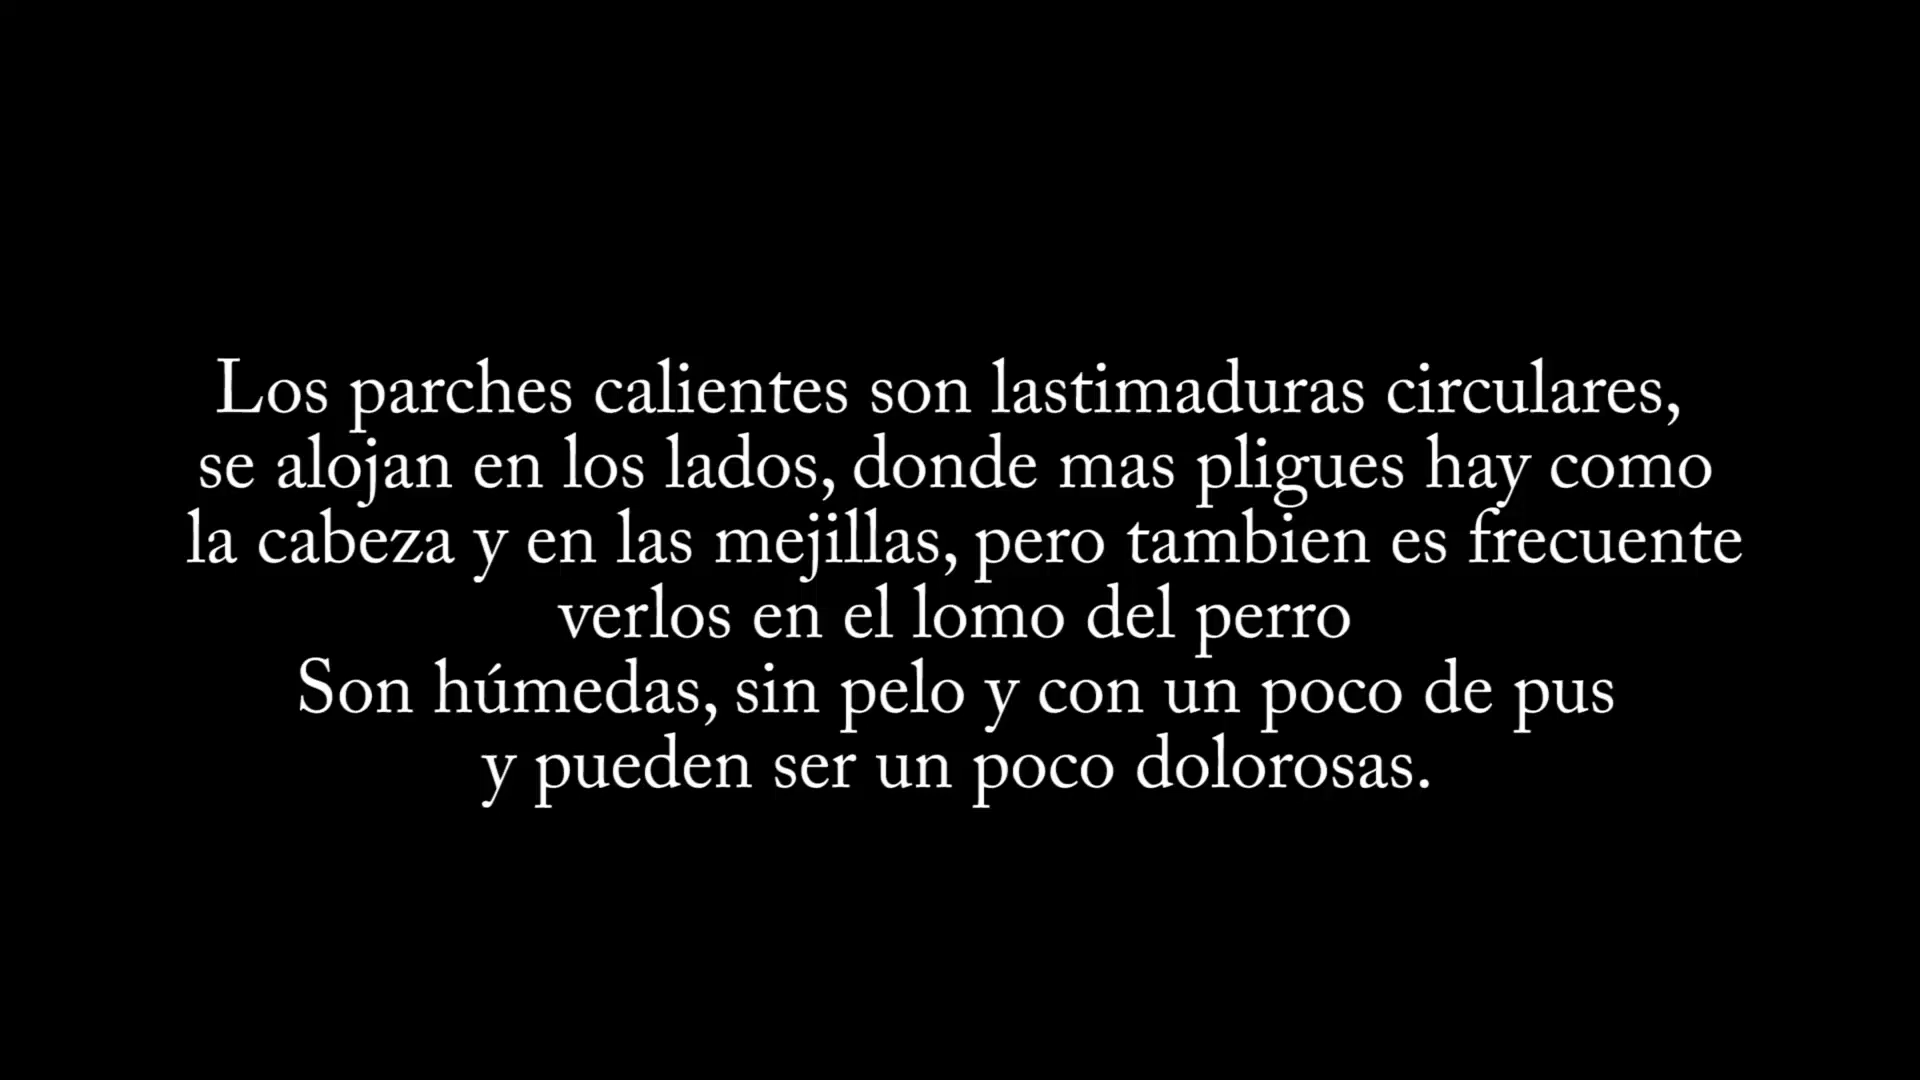 Los parches calientes son lastimaduras circulares,
se alojan en los lados, donde mas pligues hay como
la cabeza y en las mejillas, pero tambien es frecuente
verlos en el lomo del perro
Son húmedas, sin pelo y con un poco de pus
y pueden ser un poco dolorosas.